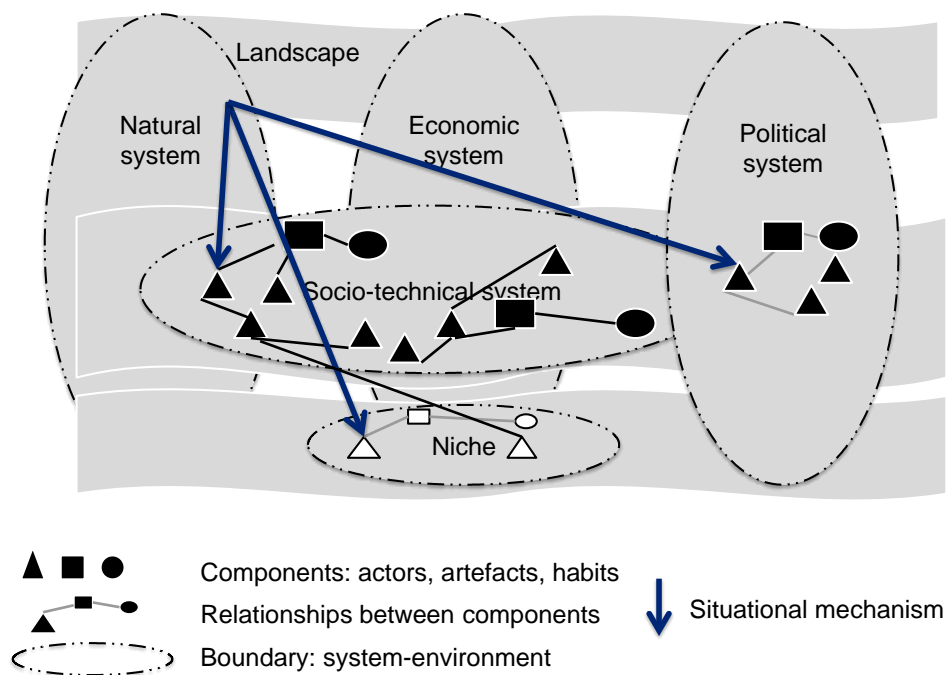 Landscape
Natural
system
Economic
system
Political
system
Socio-technical system
Niche
Components: actors, artefacts, habits
Relationships between components
Situational mechanism
Boundary: system-environment